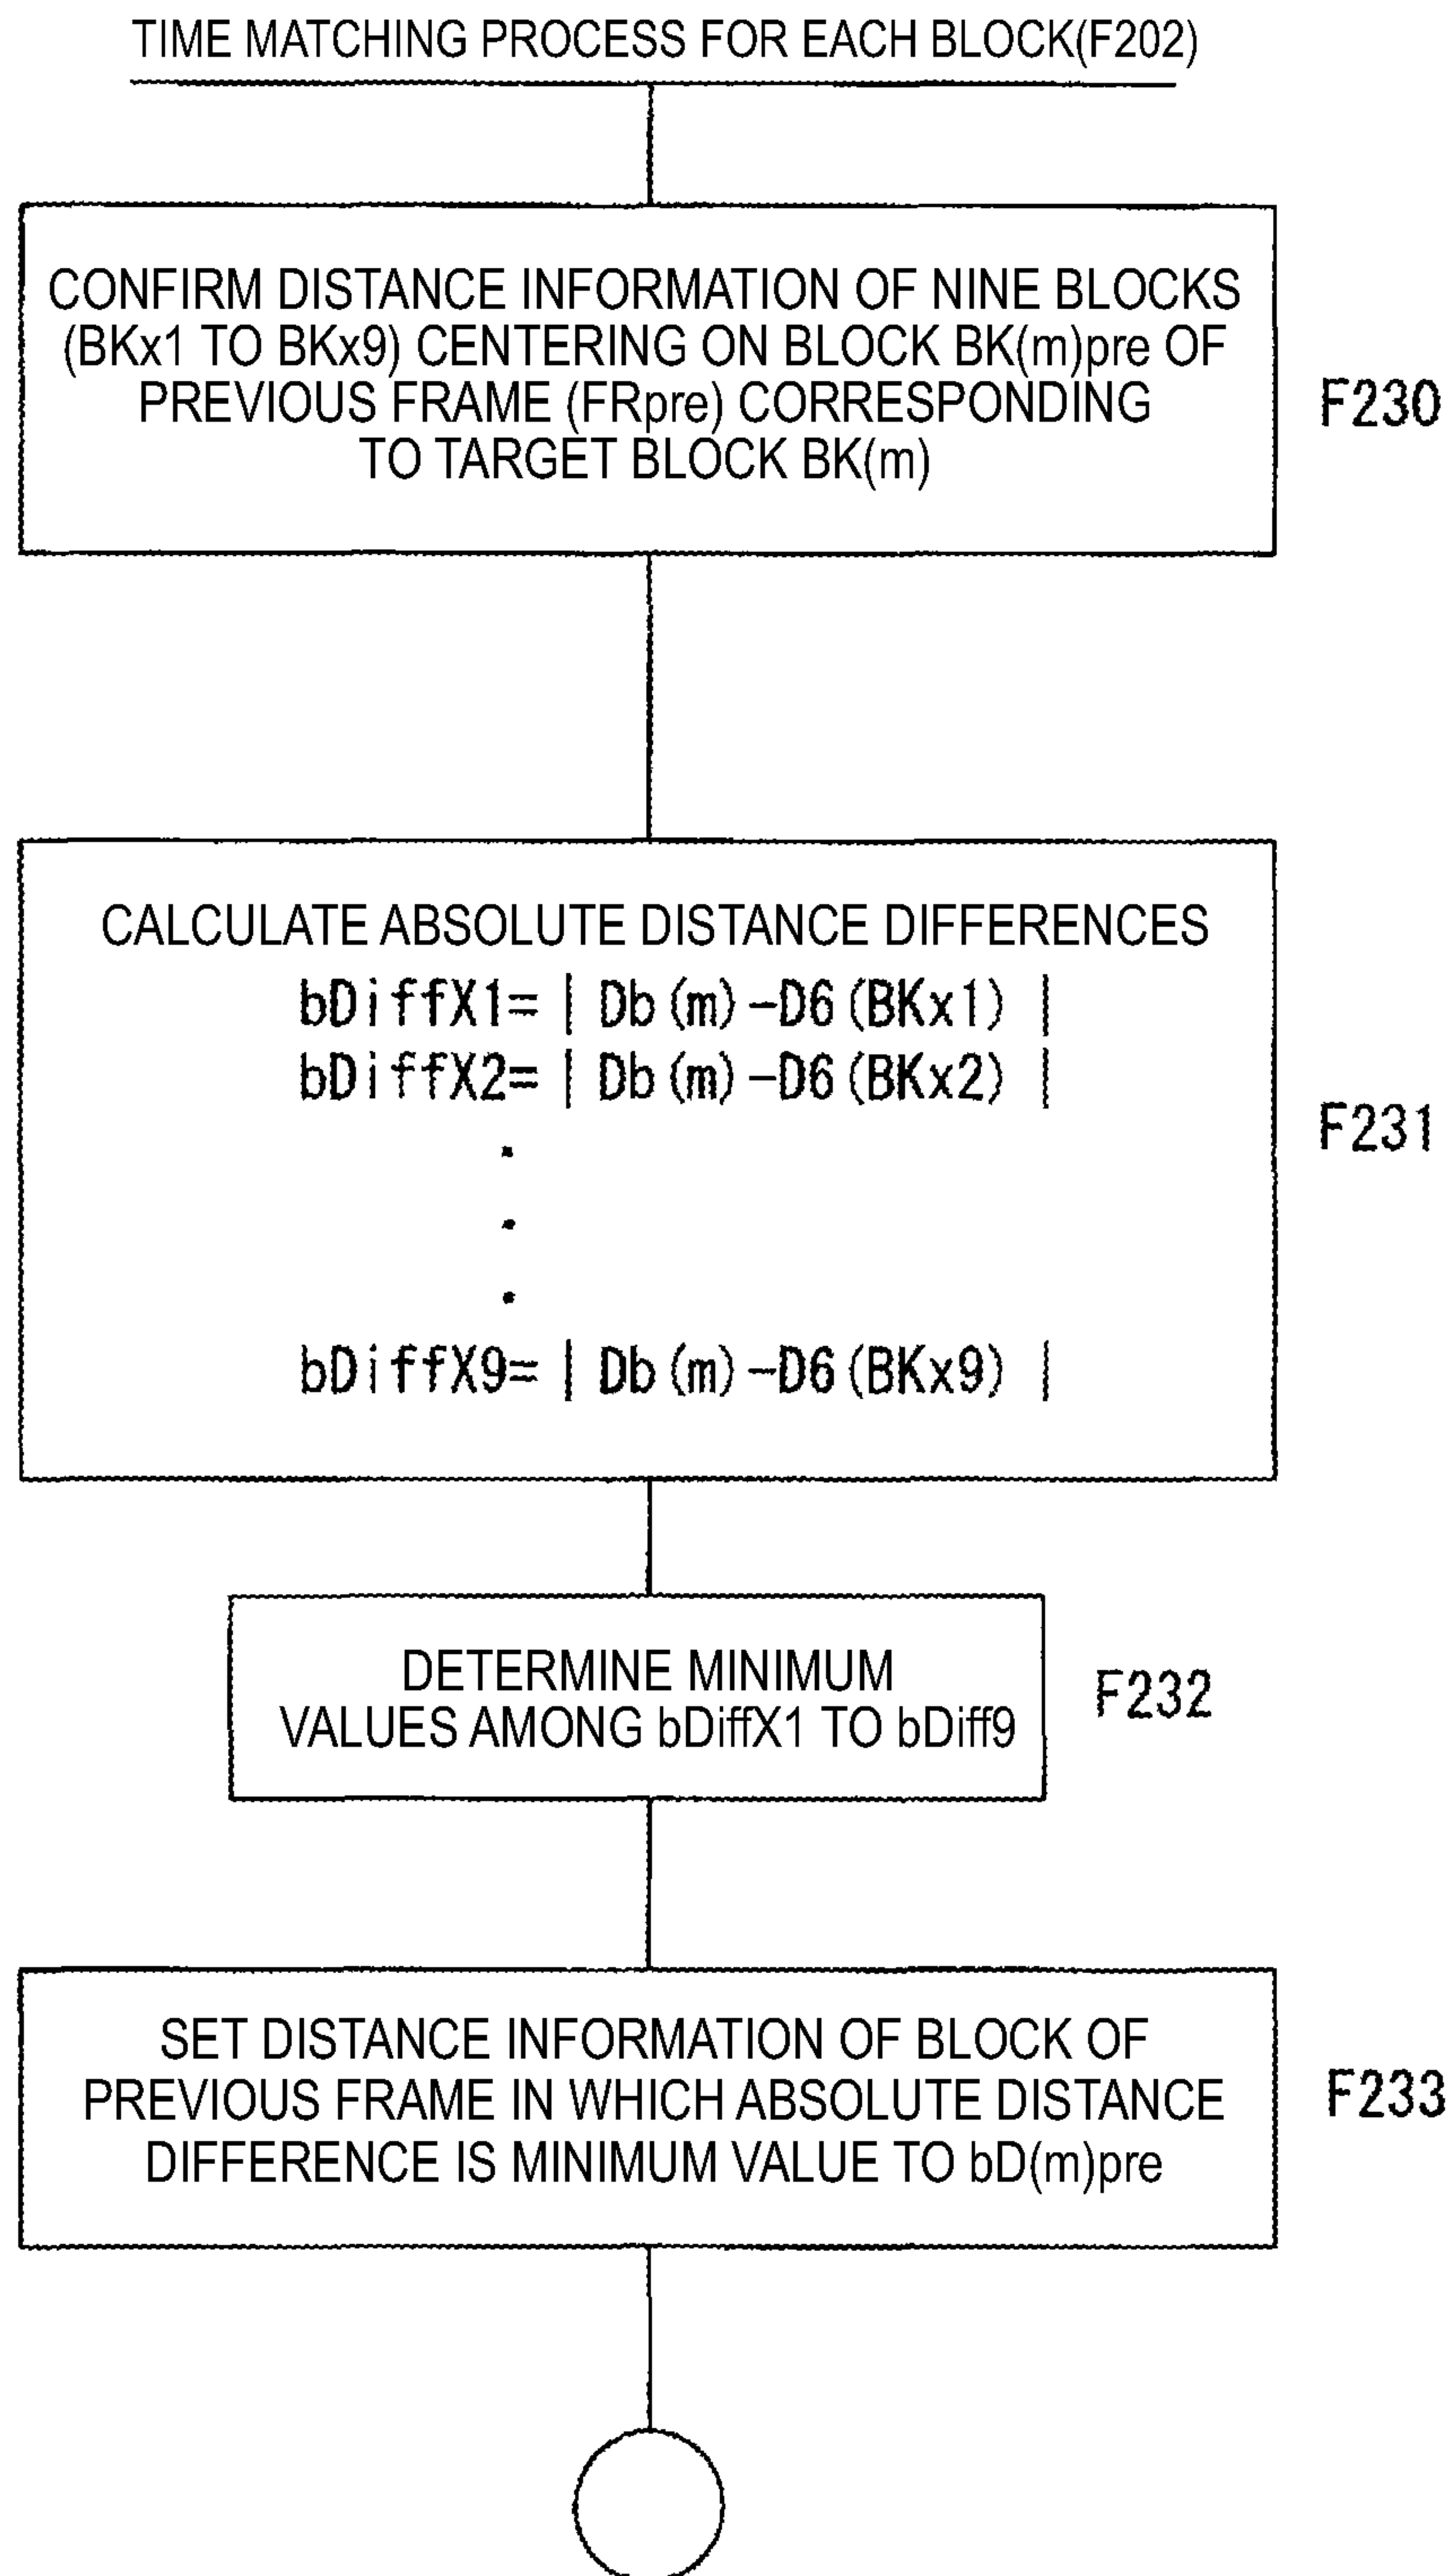 TIME MATCHING PROCESS FOR EACH BLOCK(F202)
CONFIRM DISTANCE INFORMATION OF NINE BLOCKS
(BKx1 TO BKx9) CENTERING ON BLOCK BK(m)pre OF
PREVIOUS FRAME (FRpre) CORRESPONDING
TO TARGET BLOCK BK(m)
F230
CALCULATE ABSOLUTE DISTANCE DIFFERENCES
bDiffX1=| Db(m)-D6(BKx1) |
bDiffX2=| Db(m)-D6(BKx2) |
.
.
.
bDiffX9=| Db(m)-D6(BKx9) |
F231
DETERMINE MINIMUM
VALUES AMONG bDiffX1 TO bDiff9
F232
SET DISTANCE INFORMATION OF BLOCK OF
PREVIOUS FRAME IN WHICH ABSOLUTE DISTANCE
DIFFERENCE IS MINIMUM VALUE TO bD(m)pre
F233